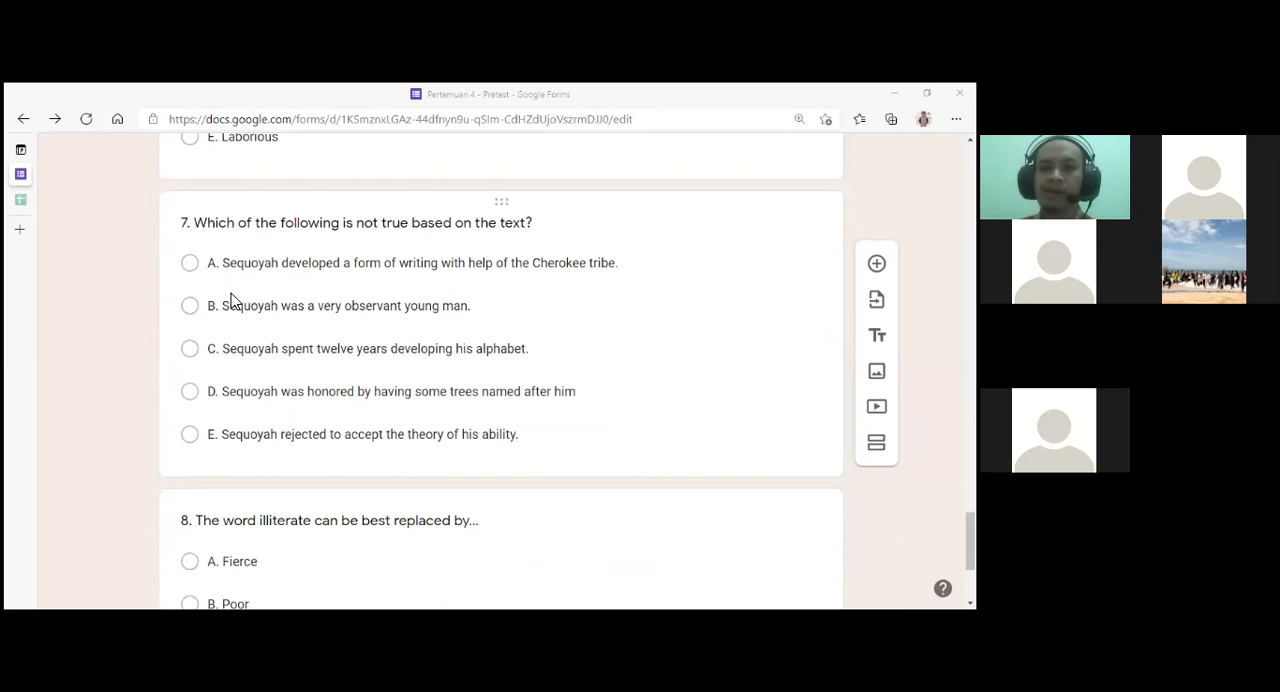 Pertemuan 4 - Pretest - Google Forms
https://docs.google.com/forms/d/1KSmznxLGAz-44dfnyn9u-qSIm-CdHZdUjoVszrmDJJ0/edit
E. Laborious
7. Which of the following is not true based on the text?
A. Sequoyah developed a form of writing with help of the Cherokee tribe.
B. Sequoyah was a very observant young man.
C. Sequoyah spent twelve years developing his alphabet.
D. Sequoyah was honored by having some trees named after him
E. Sequoyah rejected to accept the theory of his ability.
Tт
8. The word illiterate can be best replaced by...
A. Fierce
B. Poor